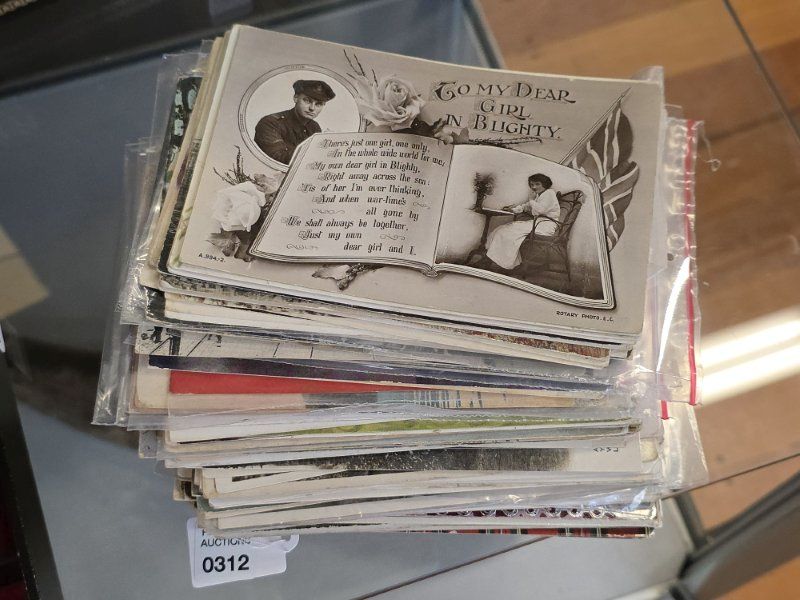 To My Dear
Girl
In Blighty.
There's just one girl, one only,
In the whole wide world for me,
My own dear girl in Blighty,
Right away across the sea:
'Tis of her I'm ever thinking,
And when war-time's
all gone by
We shall always be together,
Just my own
dear girl and I.
A.994.-2.
ROTARY PHOTO. E.C.
AUCTIONS
0312